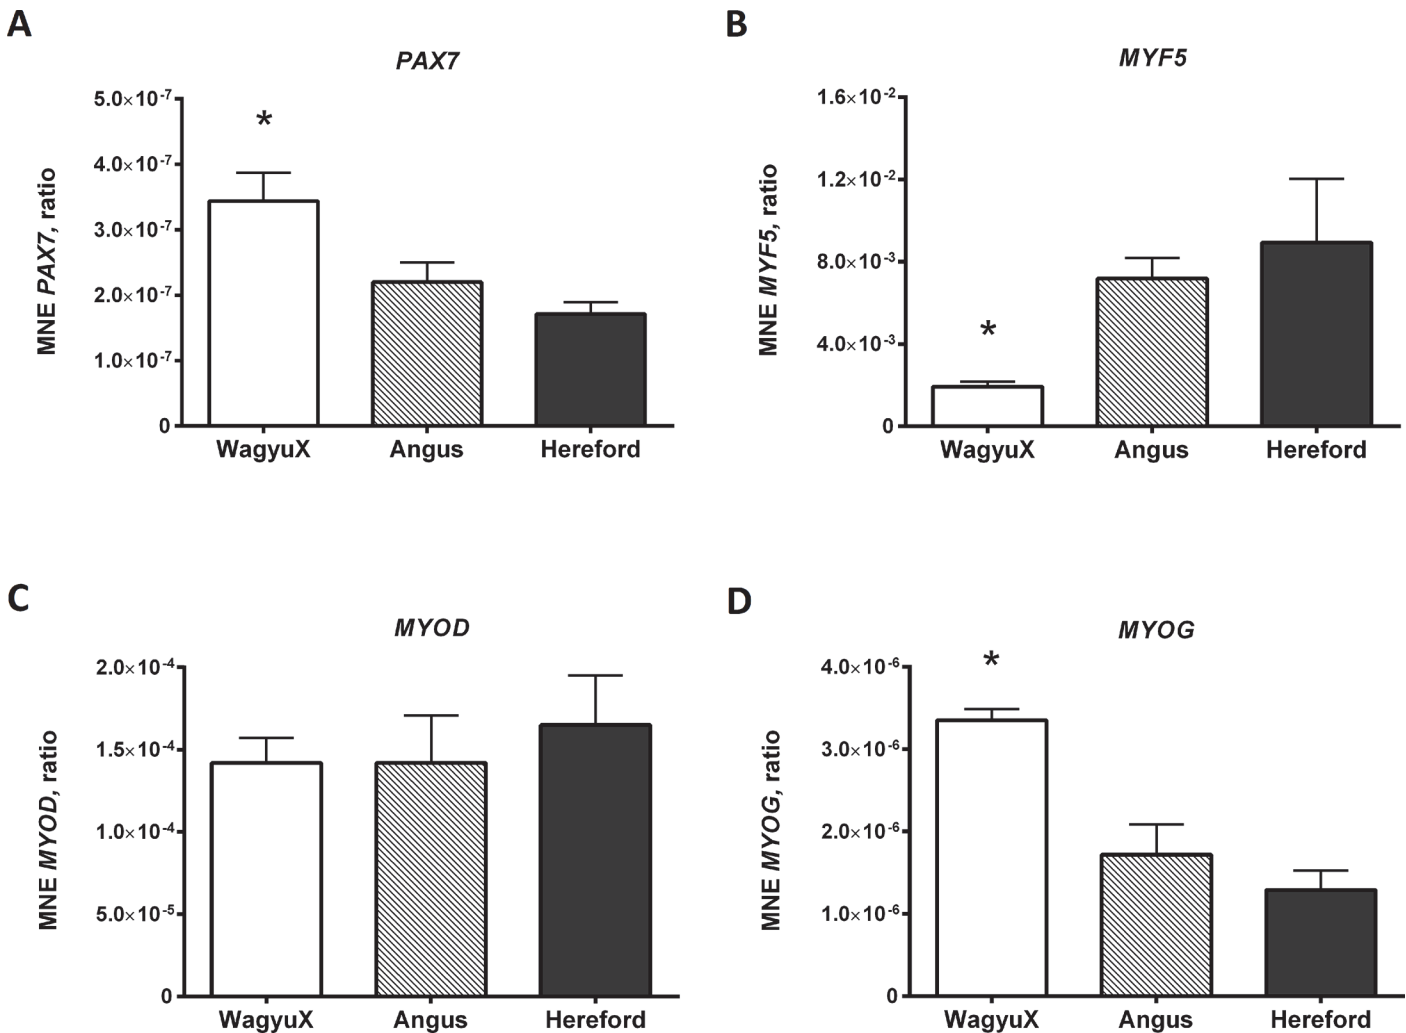 A
PAX7
MNE PAX7, ratio
5.0×10⁻⁷
4.0×10⁻⁷
3.0×10⁻⁷
2.0×10⁻⁷
1.0×10⁻⁷
0
*
WagyuX Angus Hereford
B
MYF5
MNE MYF5, ratio
1.6×10⁻²
1.2×10⁻²
8.0×10⁻³
4.0×10⁻³
0
*
WagyuX Angus Hereford
C
MYOD
MNE MYOD, ratio
2.0×10⁻⁴
1.5×10⁻⁴
1.0×10⁻⁴
5.0×10⁻⁵
0
WagyuX Angus Hereford
D
MYOG
MNE MYOG, ratio
4.0×10⁻⁶
3.0×10⁻⁶
2.0×10⁻⁶
1.0×10⁻⁶
0
*
WagyuX Angus Hereford